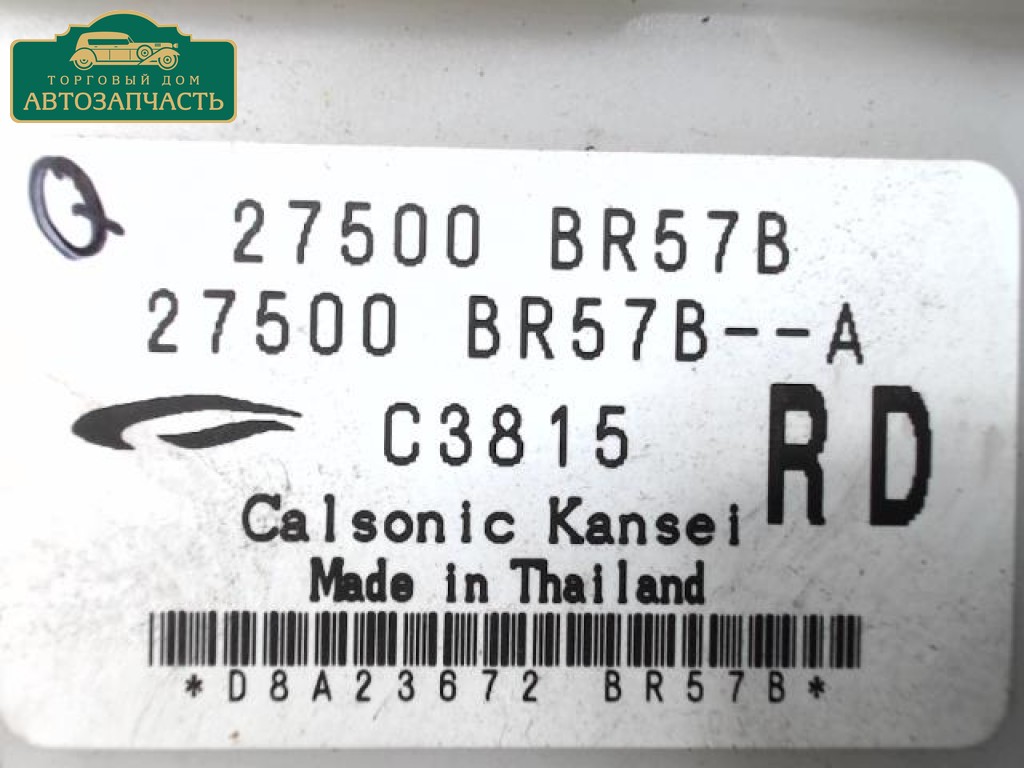 ТОРГОВЫЙ ДОМ
АВТОЗАПЧАСТЬ
27500 BR57B
27500 BR57B--A
C3815
RD
Calsonic Kansei
Made in Thailand
*D8A23672 BR57B*